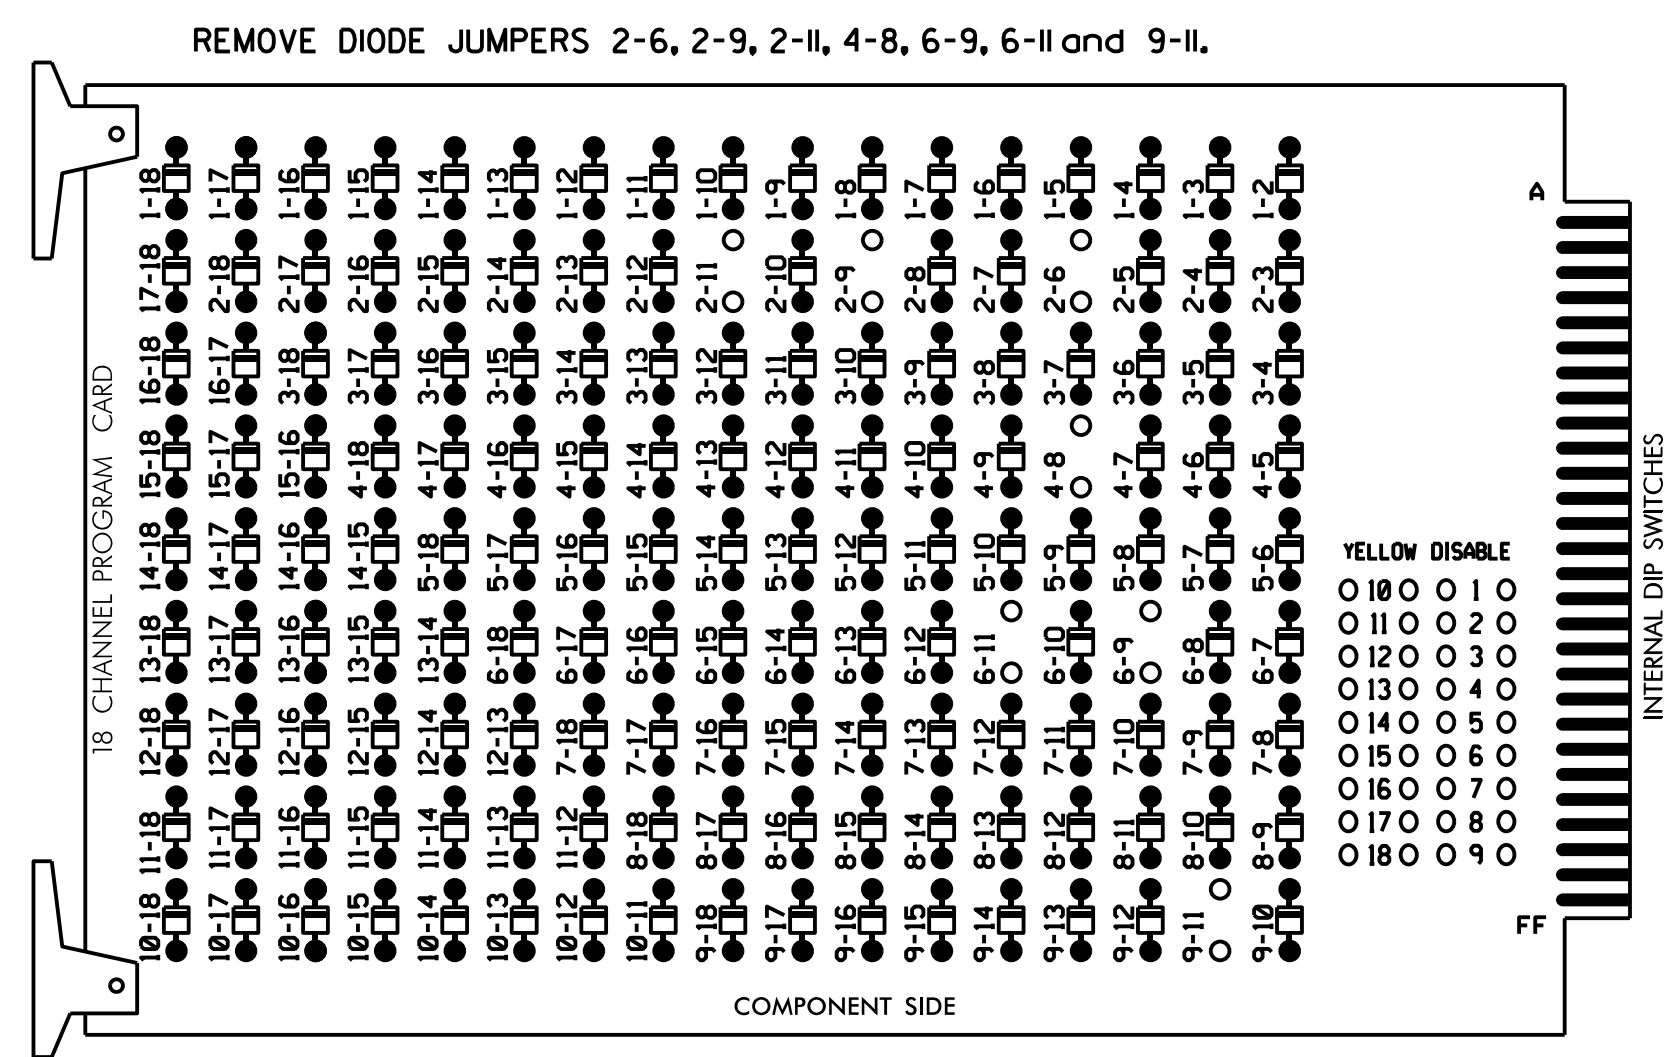 REMOVE DIODE JUMPERS 2-6, 2-9, 2-11, 4-8, 6-9, 6-11 and 9-11.
1-18 1-17 1-16 1-15 1-14 1-13 1-12 1-11 1-10 1-9 1-8 1-7 1-6 1-5 1-4 1-3 1-2
A
17-18 2-18 2-17 2-16 2-15 2-14 2-13 2-12 2-11 2-10 2-9 2-8 2-7 2-6 2-5 2-4 2-3
16-18 16-17 3-18 3-17 3-16 3-15 3-14 3-13 3-12 3-11 3-10 3-9 3-8 3-7 3-6 3-5 3-4
15-18 15-17 15-16 4-18 4-17 4-16 4-15 4-14 4-13 4-12 4-11 4-10 4-9 4-8 4-7 4-6 4-5
14-18 14-17 14-16 14-15 5-18 5-17 5-16 5-15 5-14 5-13 5-12 5-11 5-10 5-9 5-8 5-7 5-6
13-18 13-17 13-16 13-15 13-14 6-18 6-17 6-16 6-15 6-14 6-13 6-12 6-11 6-10 6-9 6-8 6-7
12-18 12-17 12-16 12-15 12-14 12-13 7-18 7-17 7-16 7-15 7-14 7-13 7-12 7-11 7-10 7-9 7-8
11-18 11-17 11-16 11-15 11-14 11-13 11-12 8-18 8-17 8-16 8-15 8-14 8-13 8-12 8-11 8-10 8-9
10-18 10-17 10-16 10-15 10-14 10-13 10-12 10-11 9-18 9-17 9-16 9-15 9-14 9-13 9-12 9-11 9-10
18 CHANNEL PROGRAM CARD
YELLOW DISABLE
10 1
11 2
12 3
13 4
14 5
15 6
16 7
17 8
18 9
FF
INTERNAL DIP SWITCHES
COMPONENT SIDE